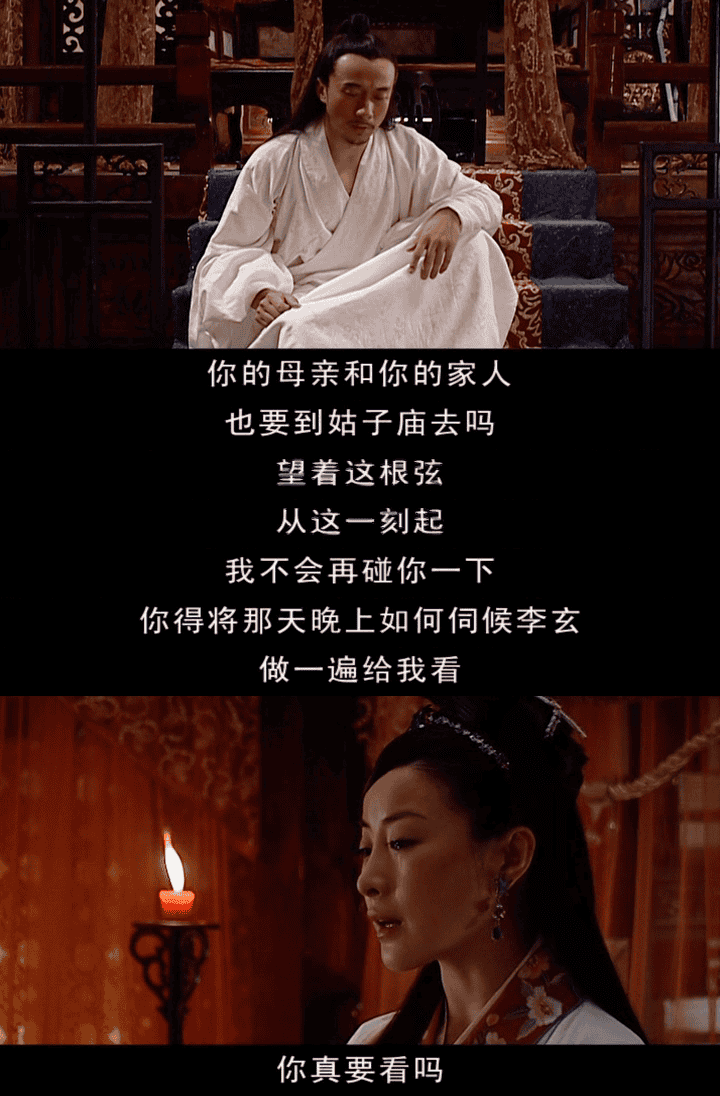 你的母亲和你的家人
也要到姑子庙去吗
望着这根弦
从这一刻起
我不会再碰你一下
你得将那天晚上如何伺候李玄
做一遍给我看
你真要看吗